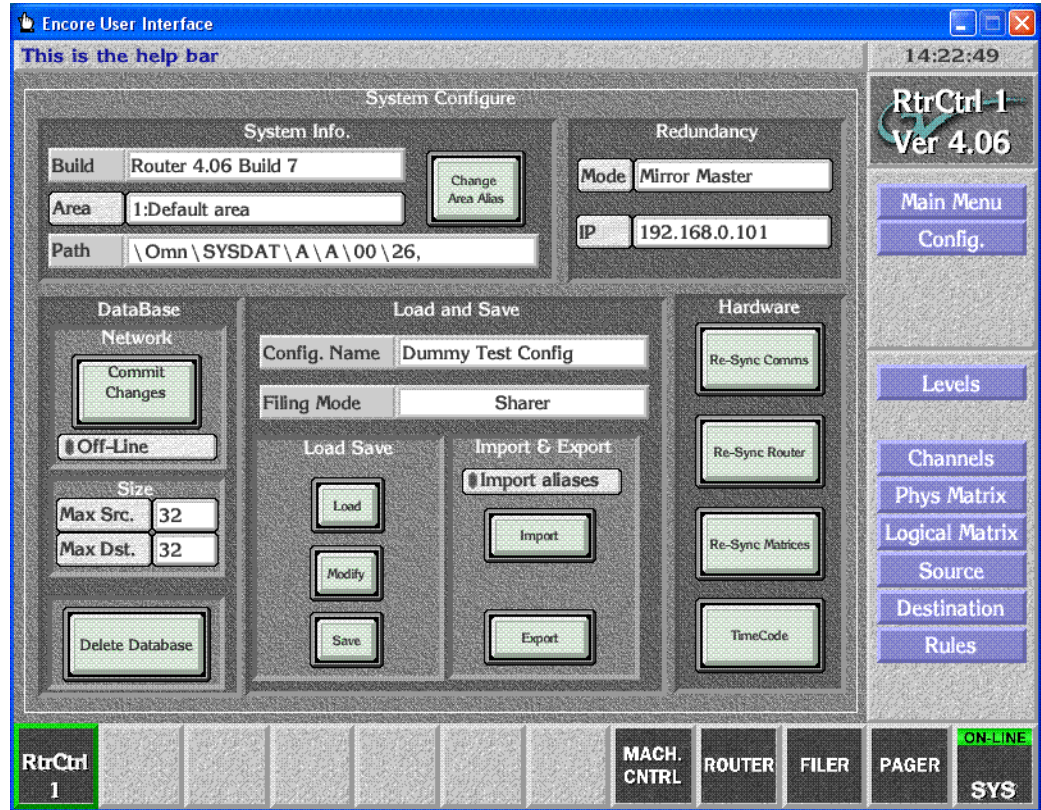 Encore User Interface
This is the help bar
14:22:49
RtrCtrl-1
Ver 4.06
System Configure
System Info.
Build
Router 4.06 Build 7
Area
1:Default area
Path
\Omn\SYSDAT\A\A\00\26,
Change
Area Alias
Redundancy
Mode
Mirror Master
IP
192.168.0.101
DataBase
Network
Commit
Changes
Off-Line
Size
Max Src.
32
Max Dst.
32
Delete Database
Load and Save
Config. Name
Dummy Test Config
Filing Mode
Sharer
Load Save
Load
Modify
Save
Import & Export
Import aliases
Import
Export
Hardware
Re-Sync Comms
Re-Sync Router
Re-Sync Matrices
TimeCode
Main Menu
Config.
Levels
Channels
Phys Matrix
Logical Matrix
Source
Destination
Rules
RtrCtrl
1
MACH.
CNTRL
ROUTER
FILER
PAGER
ON-LINE
SYS